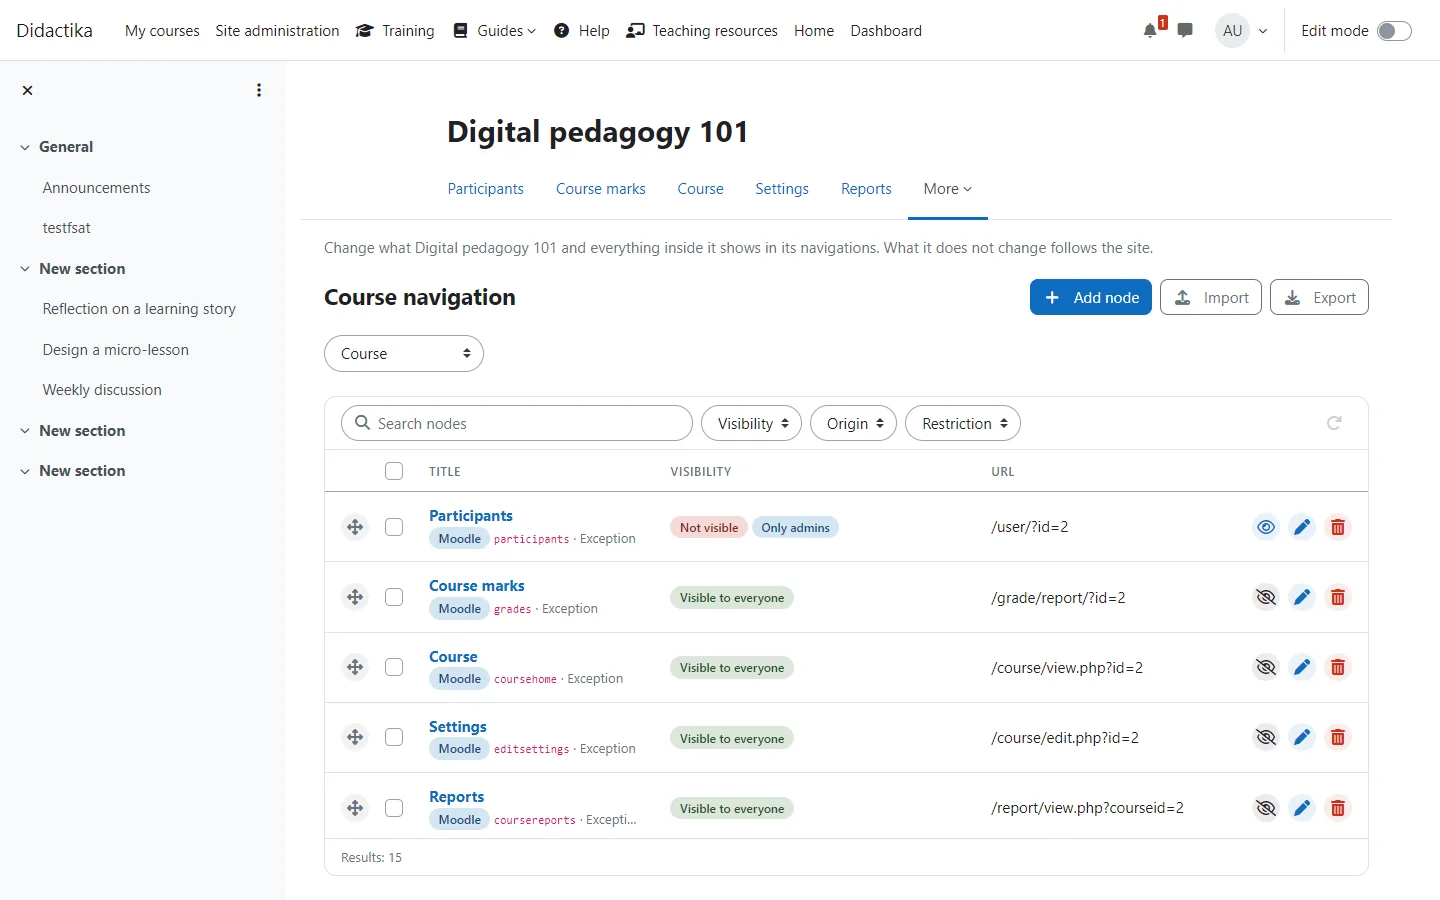 Didactika
My courses
Site administration
Training
Guides
Help
Teaching resources
Home
Dashboard
1
AU
Edit mode
General
Announcements
testfsat
New section
Reflection on a learning story
Design a micro-lesson
Weekly discussion
New section
New section
Digital pedagogy 101
Participants
Course marks
Course
Settings
Reports
More
Change what Digital pedagogy 101 and everything inside it shows in its navigations. What it does not change follows the site.
Course navigation
Add node
Import
Export
Course
Search nodes
Visibility
Origin
Restriction
TITLE
VISIBILITY
URL
Participants
Moodle participants · Exception
Not visible
Only admins
/user/?id=2
Course marks
Moodle grades · Exception
Visible to everyone
/grade/report/?id=2
Course
Moodle coursehome · Exception
Visible to everyone
/course/view.php?id=2
Settings
Moodle editsettings · Exception
Visible to everyone
/course/edit.php?id=2
Reports
Moodle coursereports · Excepti...
Visible to everyone
/report/view.php?courseid=2
Results: 15